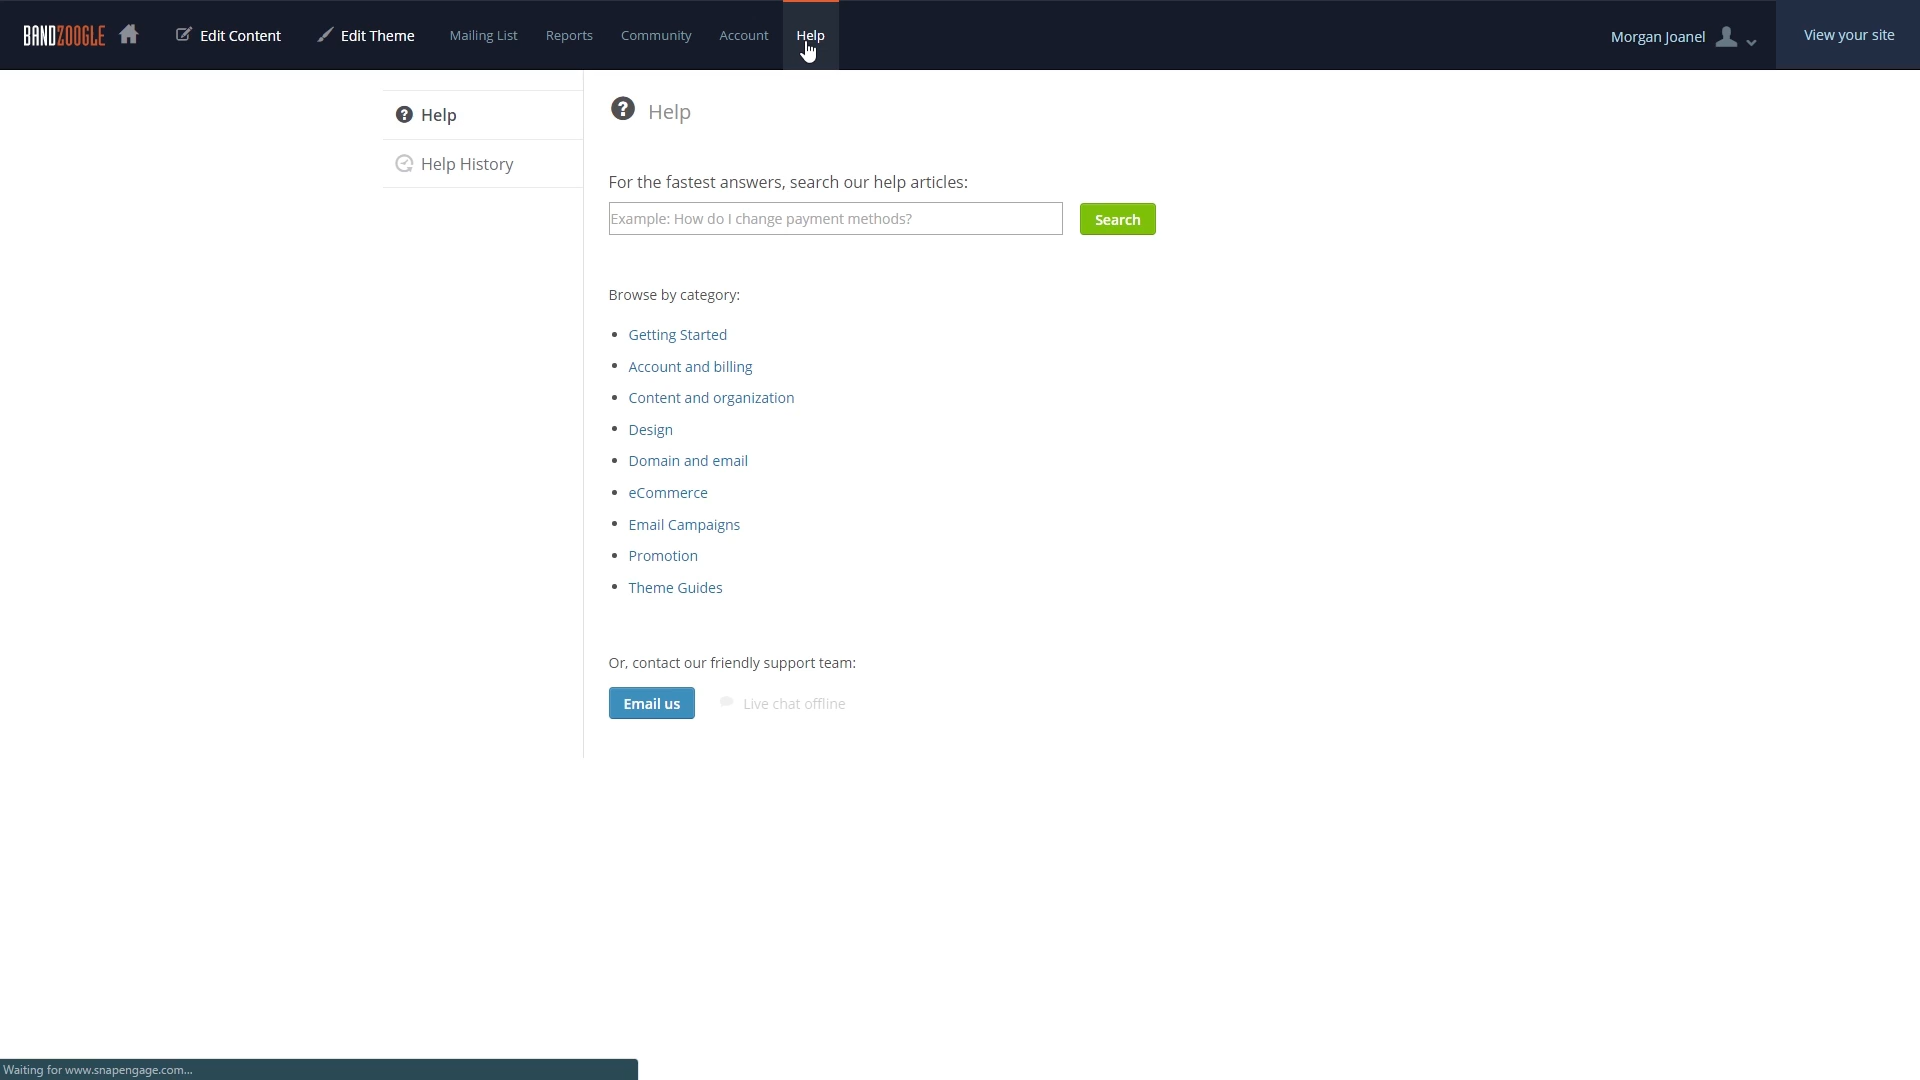 BANDZOOGLE Edit Content Edit Theme Mailing List Reports Community Account Help Morgan Joanel View your site
Help
Help History
Help
For the fastest answers, search our help articles:
Example: How do I change payment methods?
Search
Browse by category:
Getting Started
Account and billing
Content and organization
Design
Domain and email
eCommerce
Email Campaigns
Promotion
Theme Guides
Or, contact our friendly support team:
Email us Live chat offline
Waiting for www.snapengage.com...